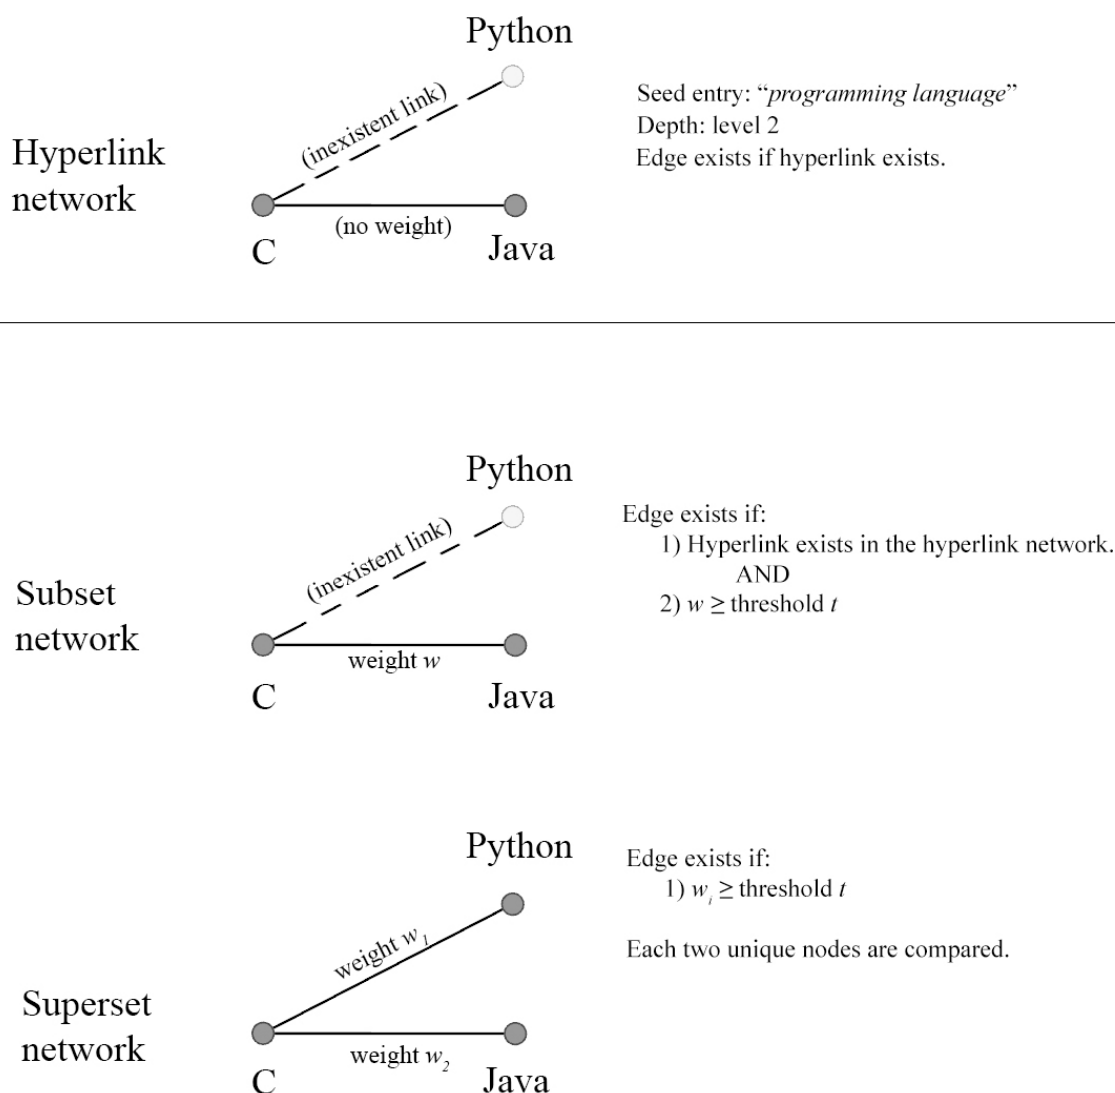 Python
(inexistent link)
Hyperlink
network
(no weight)
C
Java
Seed entry: “programming language”
Depth: level 2
Edge exists if hyperlink exists.
Python
(inexistent link)
Subset
network
weight w
C
Java
Edge exists if:
1) Hyperlink exists in the hyperlink network.
AND
2) w ≥ threshold t
Python
weight w1
Superset
network
weight w2
C
Java
Edge exists if:
1) wi ≥ threshold t
Each two unique nodes are compared.